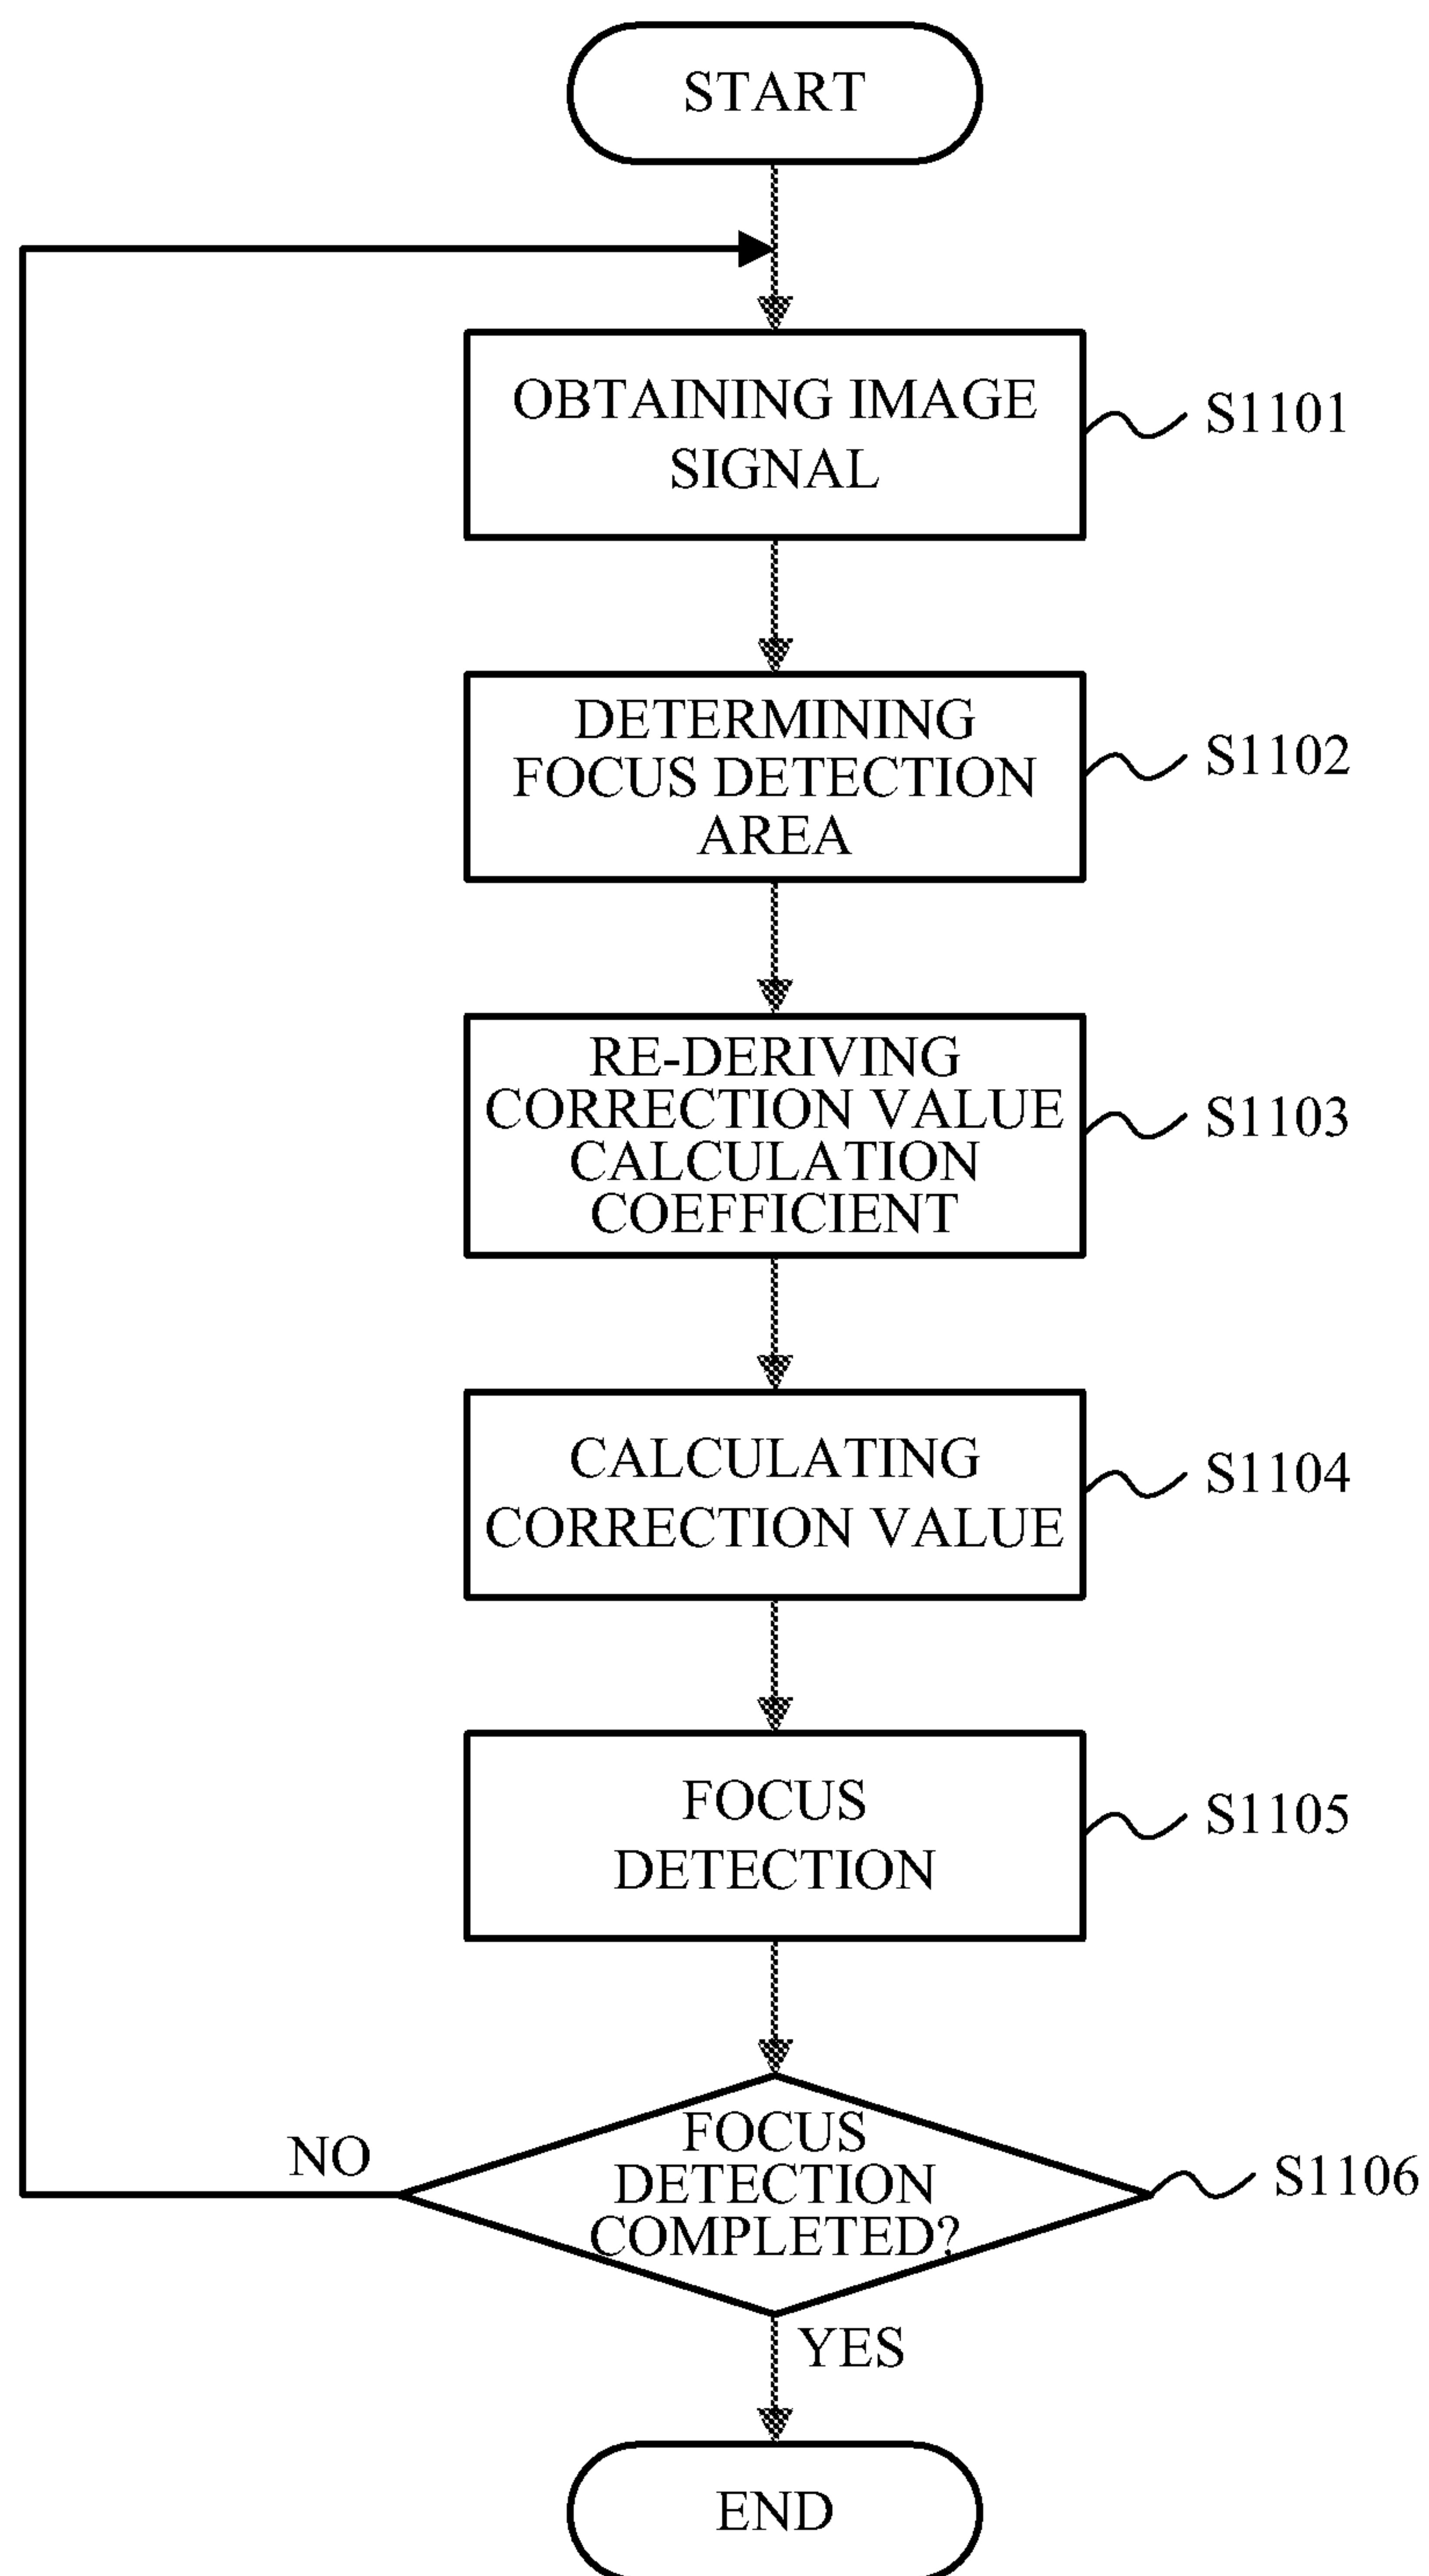 START
OBTAINING IMAGE
SIGNAL
S1101
DETERMINING
FOCUS DETECTION
AREA
S1102
RE-DERIVING
CORRECTION VALUE
CALCULATION
COEFFICIENT
S1103
CALCULATING
CORRECTION VALUE
S1104
FOCUS
DETECTION
S1105
FOCUS
DETECTION
COMPLETED?
S1106
NO
YES
END